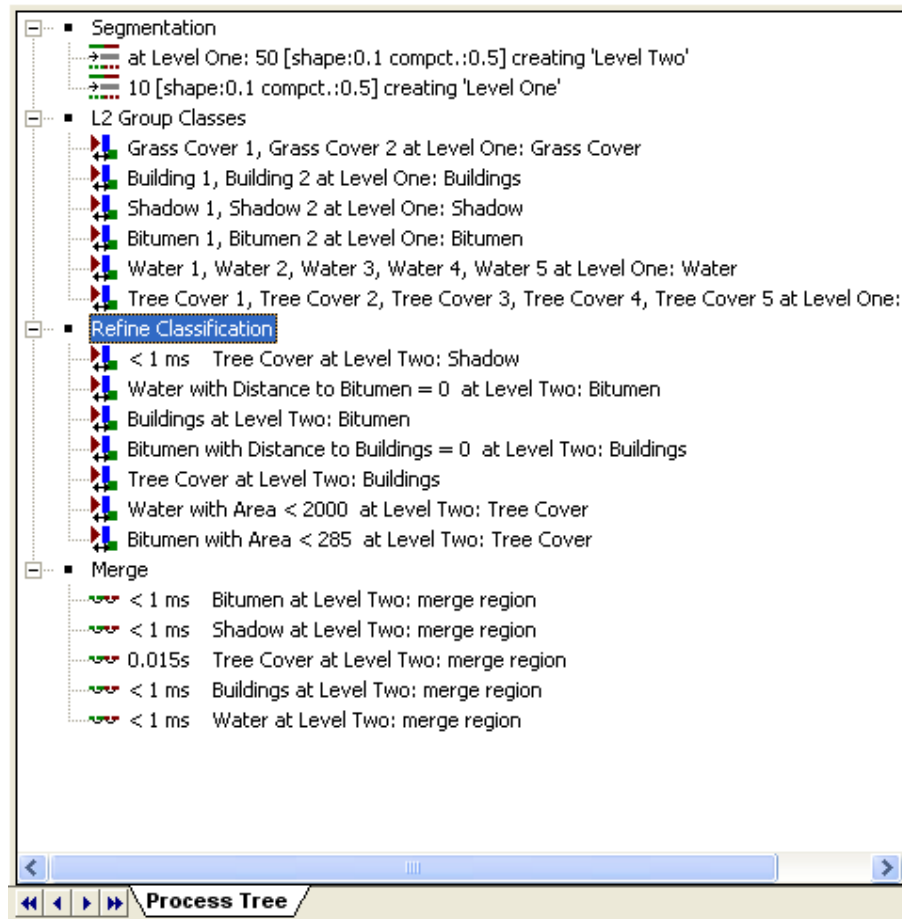 Segmentation
at Level One: 50 [shape:0.1 compct.:0.5] creating 'Level Two'
10 [shape:0.1 compct.:0.5] creating 'Level One'
L2 Group Classes
Grass Cover 1, Grass Cover 2 at Level One: Grass Cover
Building 1, Building 2 at Level One: Buildings
Shadow 1, Shadow 2 at Level One: Shadow
Bitumen 1, Bitumen 2 at Level One: Bitumen
Water 1, Water 2, Water 3, Water 4, Water 5 at Level One: Water
Tree Cover 1, Tree Cover 2, Tree Cover 3, Tree Cover 4, Tree Cover 5 at Level One:
Refine Classification
< 1 ms Tree Cover at Level Two: Shadow
Water with Distance to Bitumen = 0 at Level Two: Bitumen
Buildings at Level Two: Bitumen
Bitumen with Distance to Buildings = 0 at Level Two: Buildings
Tree Cover at Level Two: Buildings
Water with Area < 2000 at Level Two: Tree Cover
Bitumen with Area < 285 at Level Two: Tree Cover
Merge
< 1 ms Bitumen at Level Two: merge region
< 1 ms Shadow at Level Two: merge region
0.015s Tree Cover at Level Two: merge region
< 1 ms Buildings at Level Two: merge region
< 1 ms Water at Level Two: merge region
Process Tree